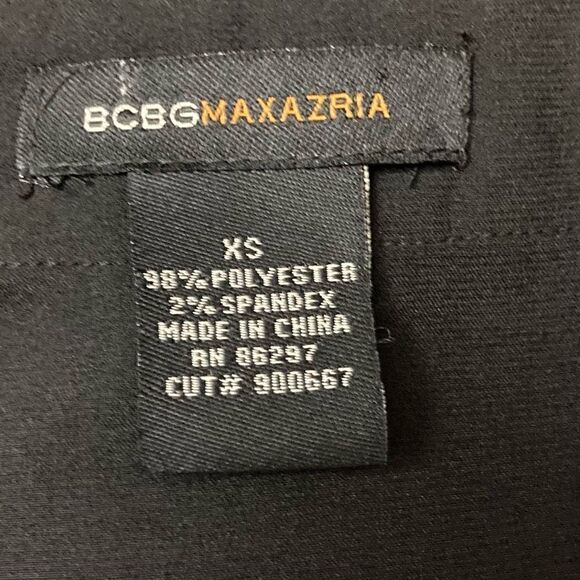 BCBGMAXAZRIA
XS
98% POLYESTER
2% SPANDEX
MADE IN CHINA
RN 86297
CUT# 900667